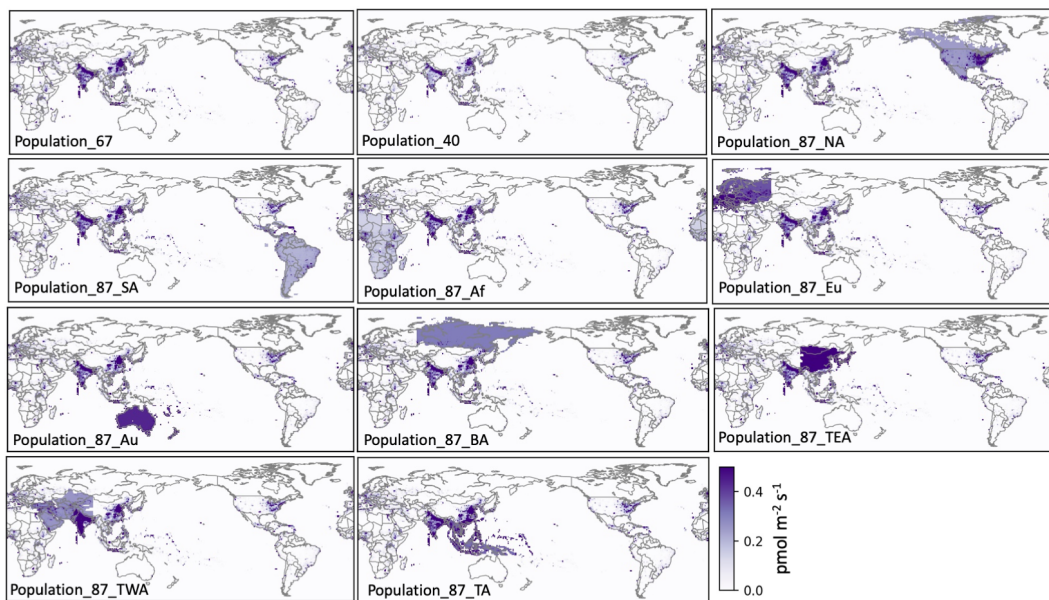 Population_67
Population_40
Population_87_NA
Population_87_SA
Population_87_Af
Population_87_Eu
Population_87_Au
Population_87_BA
Population_87_TEA
Population_87_TWA
Population_87_TA
0.4
0.2
0.0
pmol m⁻² s⁻¹